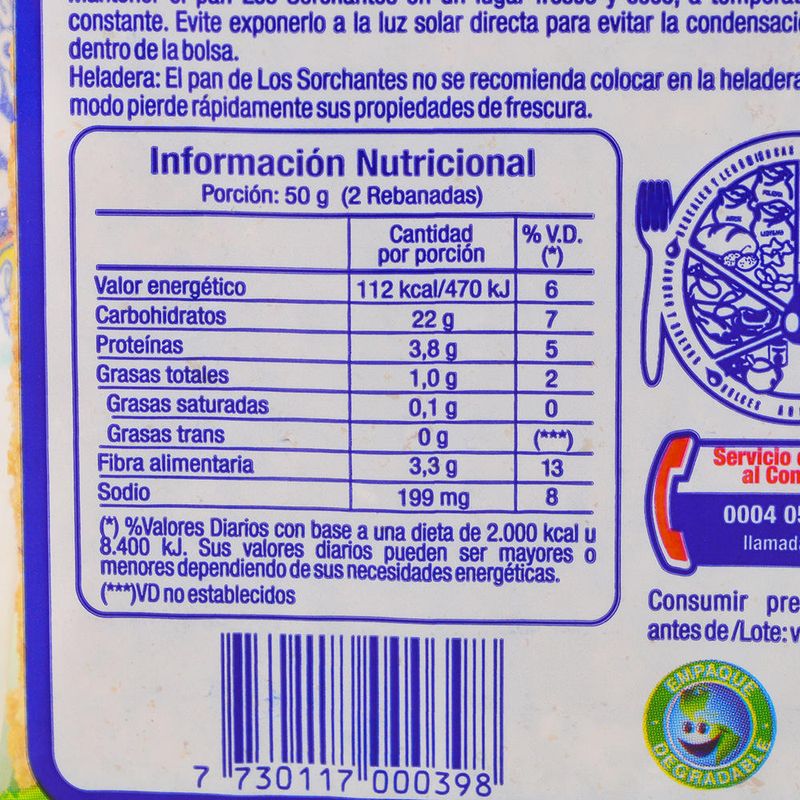 constante. Evite exponerlo a la luz solar directa para evitar la condensaci
dentro de la bolsa.
Heladera: El pan de Los Sorchantes no se recomienda colocar en la heladera
modo pierde rápidamente sus propiedades de frescura.
Información Nutricional
Porción: 50 g (2 Rebanadas)
Cantidad por porción % V.D. (*)
Valor energético 112 kcal/470 kJ 6
Carbohidratos 22 g 7
Proteínas 3,8 g 5
Grasas totales 1,0 g 2
Grasas saturadas 0,1 g 0
Grasas trans 0 g (***)
Fibra alimentaria 3,3 g 13
Sodio 199 mg 8
(*) %Valores Diarios con base a una dieta de 2.000 kcal u
8.400 kJ. Sus valores diarios pueden ser mayores o
menores dependiendo de sus necesidades energéticas.
(***)VD no establecidos
7 730117 000398
Servicio
al Con
0004 0
llamad
Consumir pre
antes de/Lote: v
EMPAQUE
DEGRADABLE